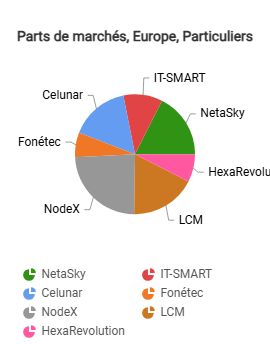 Parts de marchés, Europe, Particuliers
IT-SMART
Celunar
NetaSky
Fonétec
HexaRevolu
NodeX
LCM
NetaSky
IT-SMART
Celunar
Fonétec
NodeX
LCM
HexaRevolution